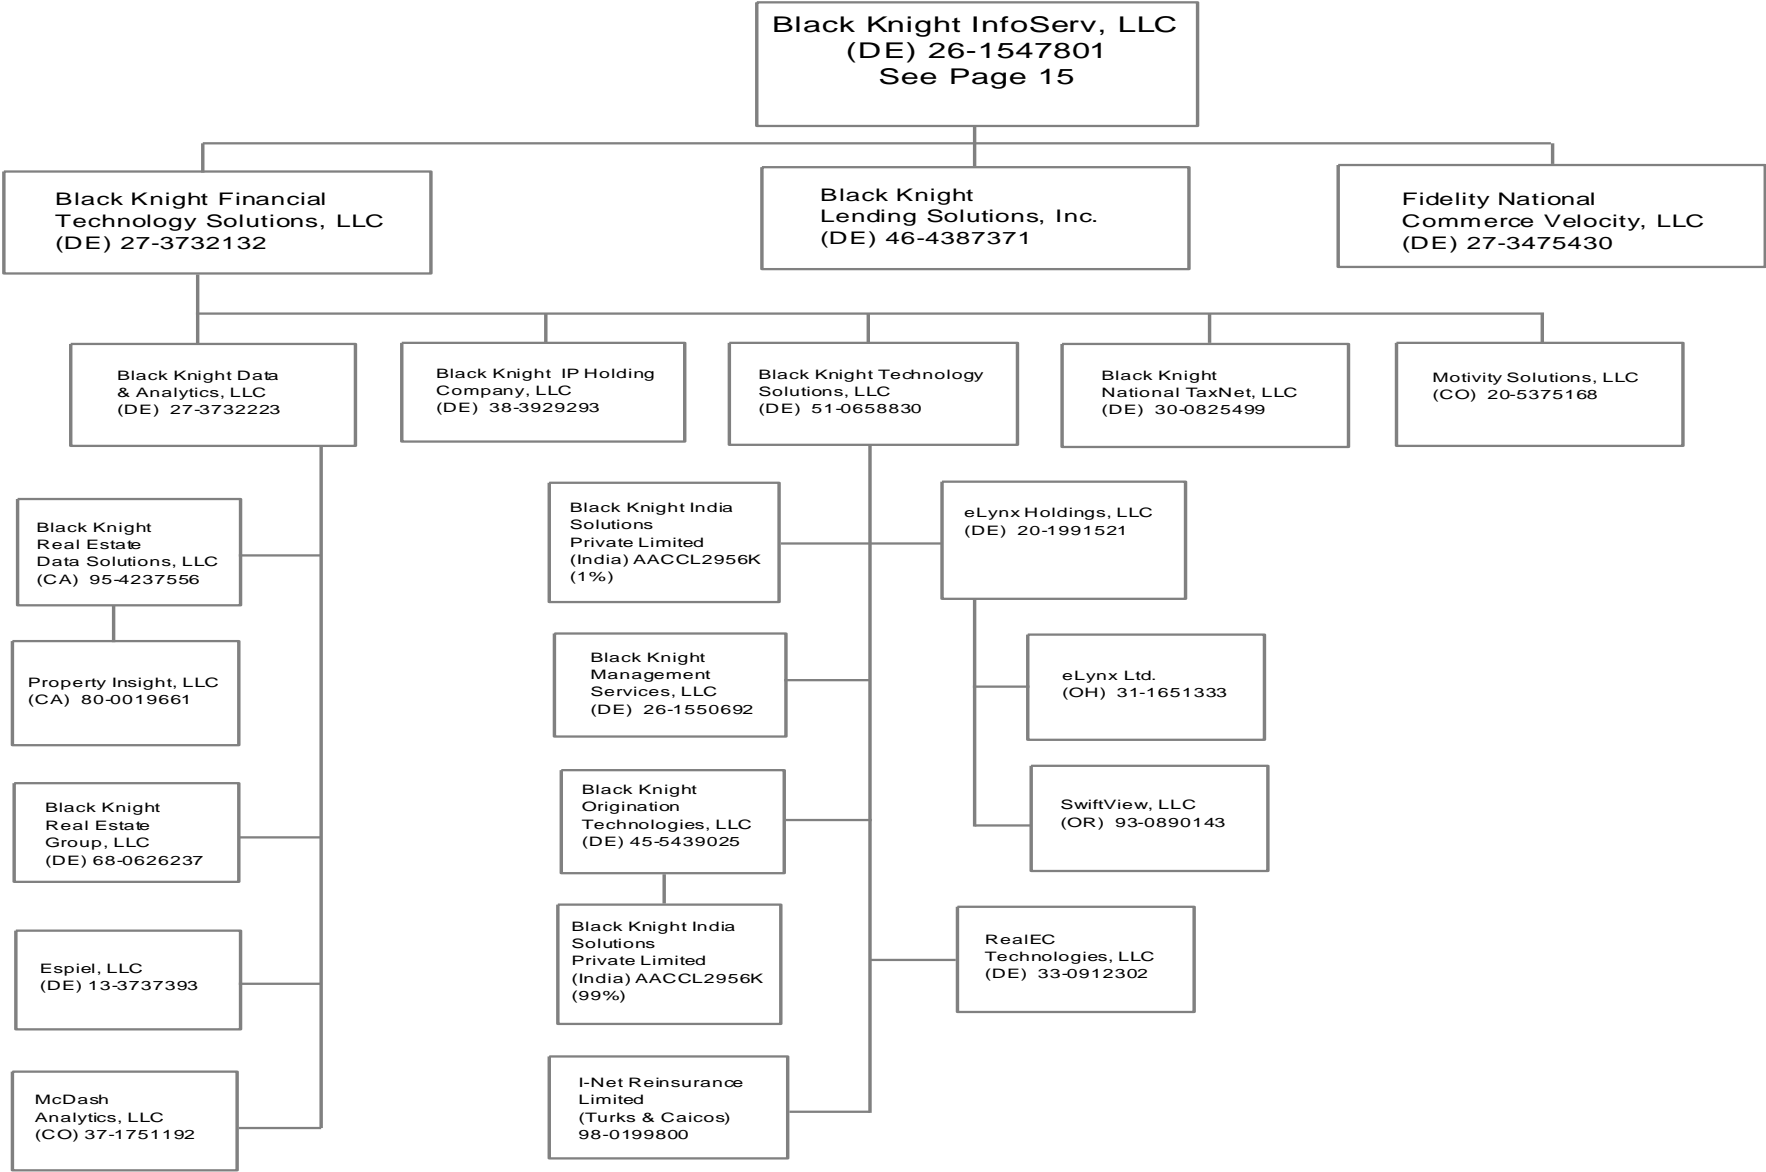 Black Knight InfoServ, LLC
(DE) 26-1547801
See Page 15
Black Knight Financial
Technology Solutions, LLC
(DE) 27-3732132
Black Knight
Lending Solutions, Inc.
(DE) 46-4387371
Fidelity National
Commerce Velocity, LLC
(DE) 27-3475430
Black Knight Data
& Analytics, LLC
(DE) 27-3732223
Black Knight IP Holding
Company, LLC
(DE) 38-3929293
Black Knight Technology
Solutions, LLC
(DE) 51-0658830
Black Knight
National TaxNet, LLC
(DE) 30-0825499
Motivity Solutions, LLC
(CO) 20-5375168
Black Knight
Real Estate
Data Solutions, LLC
(CA) 95-4237556
Property Insight, LLC
(CA) 80-0019661
Black Knight
Real Estate
Group, LLC
(DE) 68-0626237
Espiel, LLC
(DE) 13-3737393
McDash
Analytics, LLC
(CO) 37-1751192
Black Knight India
Solutions
Private Limited
(India) AACCL2956K
(1%)
Black Knight
Management
Services, LLC
(DE) 26-1550692
Black Knight
Origination
Technologies, LLC
(DE) 45-5439025
Black Knight India
Solutions
Private Limited
(India) AACCL2956K
(99%)
I-Net Reinsurance
Limited
(Turks & Caicos)
98-0199800
eLynx Holdings, LLC
(DE) 20-1991521
eLynx Ltd.
(OH) 31-1651333
SwiftView, LLC
(OR) 93-0890143
RealEC
Technologies, LLC
(DE) 33-0912302